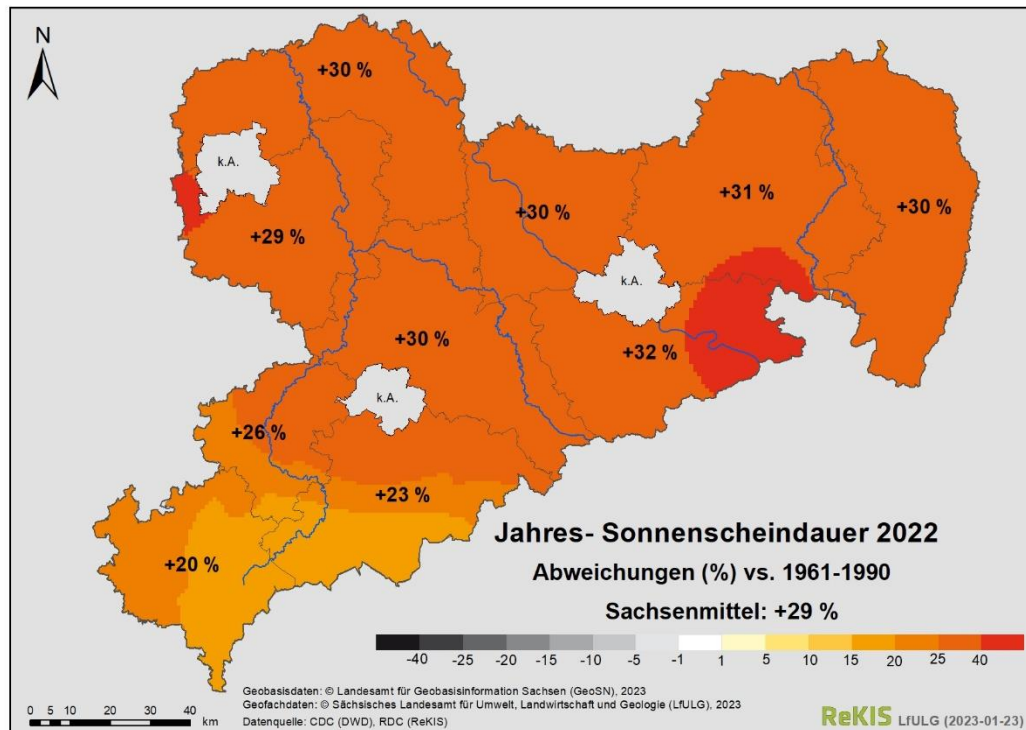 N
+30 %
k.A.
+31 %
+30 %
+30 %
+29 %
k.A.
+30 %
+32 %
k.A.
+26 %
+23 %
+20 %
Jahres- Sonnenscheindauer 2022
Abweichungen (%) vs. 1961-1990
Sachsenmittel: +29 %
-40 -25 -20 -15 -10 -5 -1 1 5 10 15 20 25 40
Geobasisdaten: © Landesamt für Geobasisinformation Sachsen (GeoSN), 2023
Geofachdaten: © Sächsisches Landesamt für Umwelt, Landwirtschaft und Geologie (LfULG), 2023
Datenquelle: CDC (DWD), RDC (ReKIS)
0 5 10 20 30 40
km
ReKIS LfULG (2023-01-23)